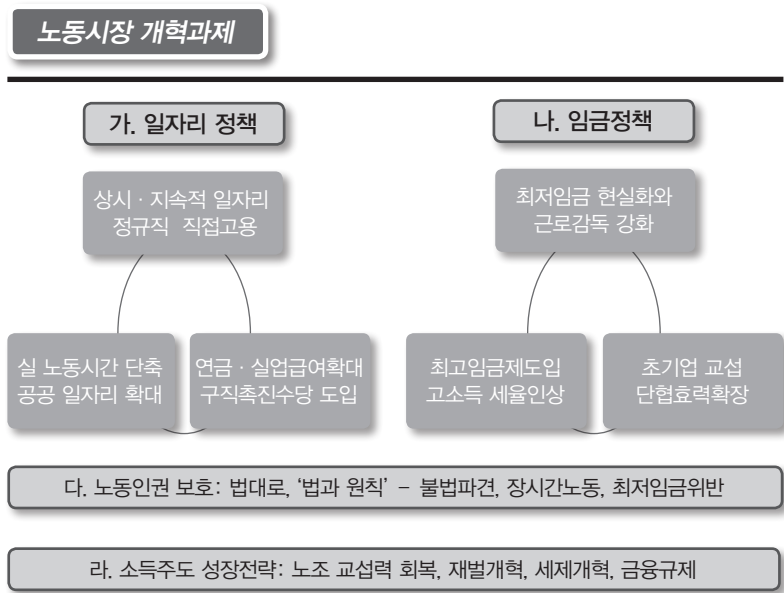 노동시장 개혁과제
가. 일자리 정책
상시 · 지속적 일자리
정규직 직접고용
실 노동시간 단축
공공 일자리 확대
연금 · 실업급여확대
구직촉진수당 도입
나. 임금정책
최저임금 현실화와
근로감독 강화
최고임금제도입
고소득 세율인상
초기업 교섭
단협효력확장
다. 노동인권 보호: 법대로, ‘법과 원칙’ - 불법파견, 장시간노동, 최저임금위반
라. 소득주도 성장전략: 노조 교섭력 회복, 재벌개혁, 세제개혁, 금융규제